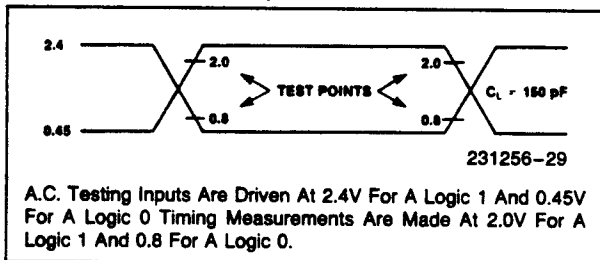 2.4
2.0 2.0
TEST POINTS CL = 150 pF
0.8 0.8
0.45
231256-29
A.C. Testing Inputs Are Driven At 2.4V For A Logic 1 And 0.45V
For A Logic 0 Timing Measurements Are Made At 2.0V For A
Logic 1 And 0.8 For A Logic 0.